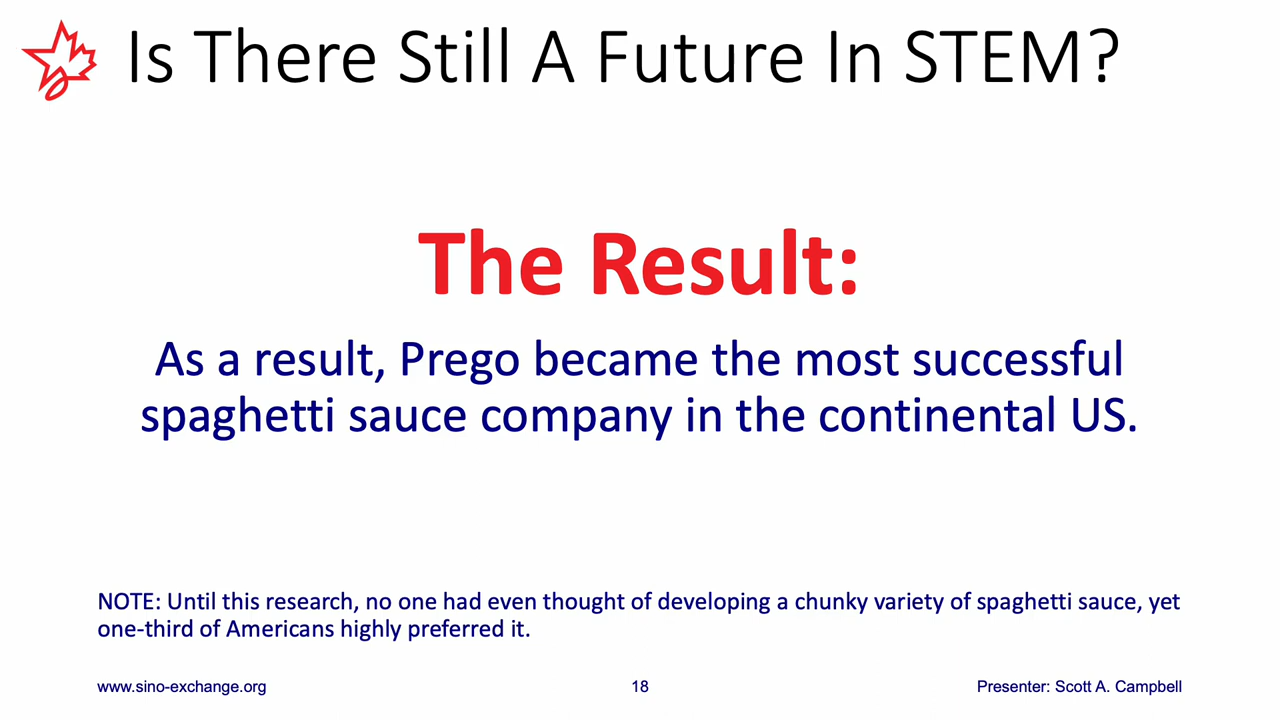 Is There Still A Future In STEM?
The Result:
As a result, Prego became the most successful
spaghetti sauce company in the continental US.
NOTE: Until this research, no one had even thought of developing a chunky variety of spaghetti sauce, yet
one-third of Americans highly preferred it.
www.sino-exchange.org
18
Presenter: Scott A. Campbell